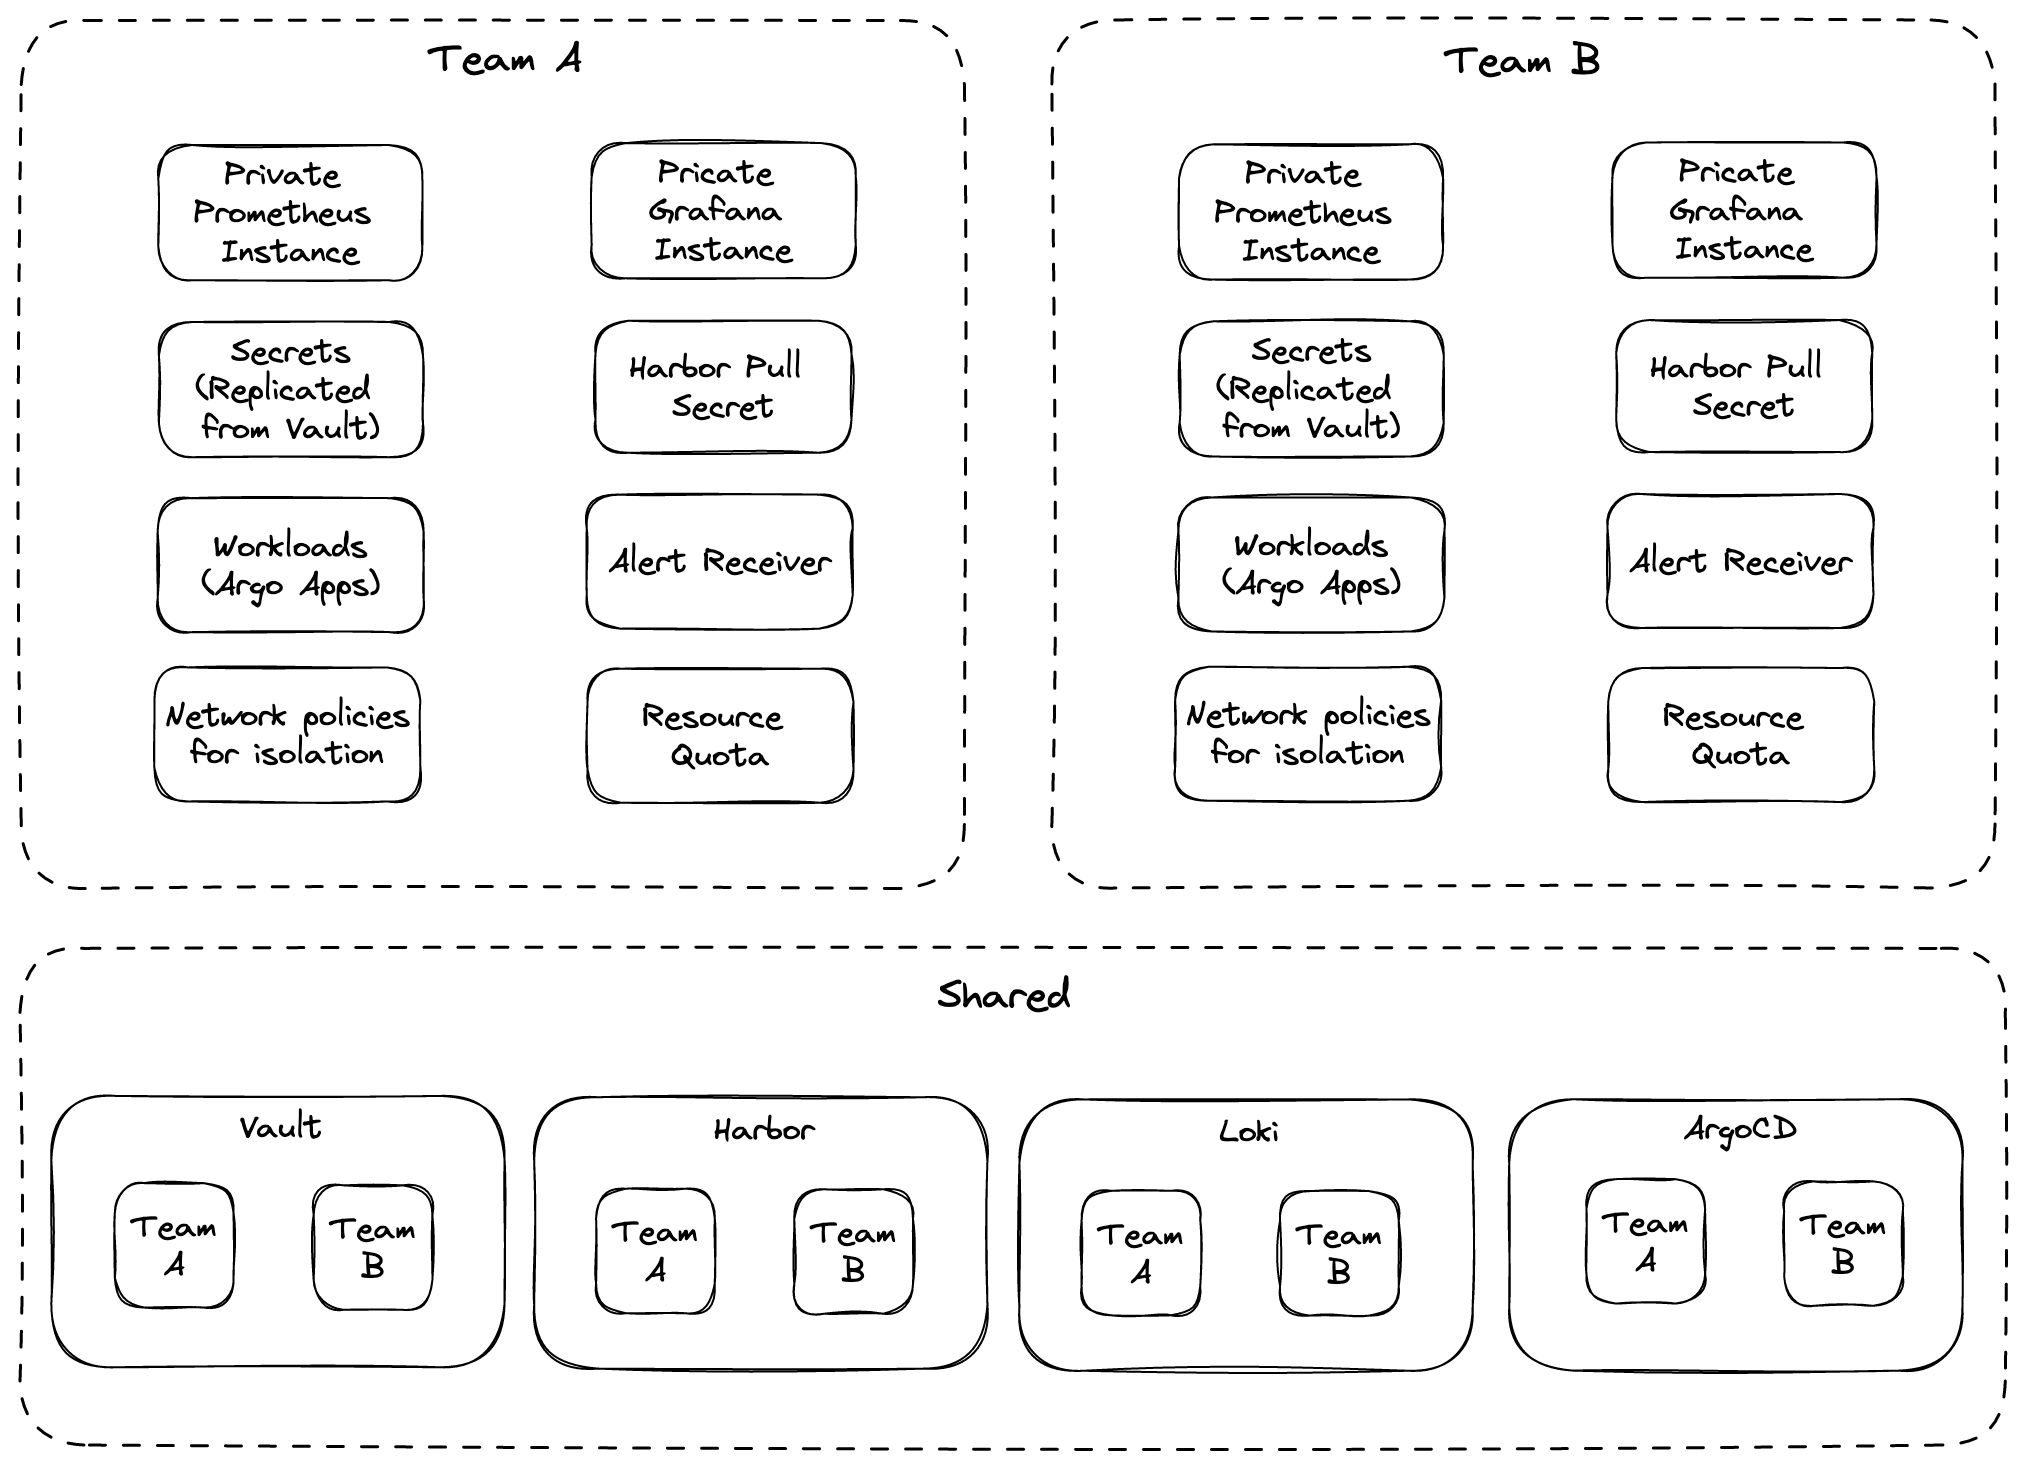 Team A
Private
Prometheus
Instance
Pricate
Grafana
Instance
Secrets
(Replicated
from Vault)
Harbor Pull
Secret
Workloads
(Argo Apps)
Alert Receiver
Network policies
for isolation
Resource
Quota
Team B
Private
Prometheus
Instance
Pricate
Grafana
Instance
Secrets
(Replicated
from Vault)
Harbor Pull
Secret
Workloads
(Argo Apps)
Alert Receiver
Network policies
for isolation
Resource
Quota
Shared
Vault
Team
A
Team
B
Harbor
Team
A
Team
B
Loki
Team
A
Team
B
ArgoCD
Team
A
Team
B